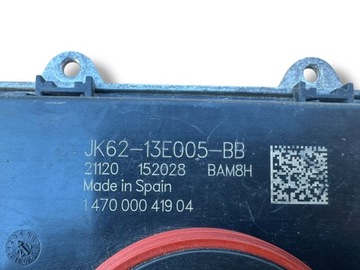 JK62-13E005-BB
21120 152028 BAM8H
Made in Spain
1 470 000 419 04